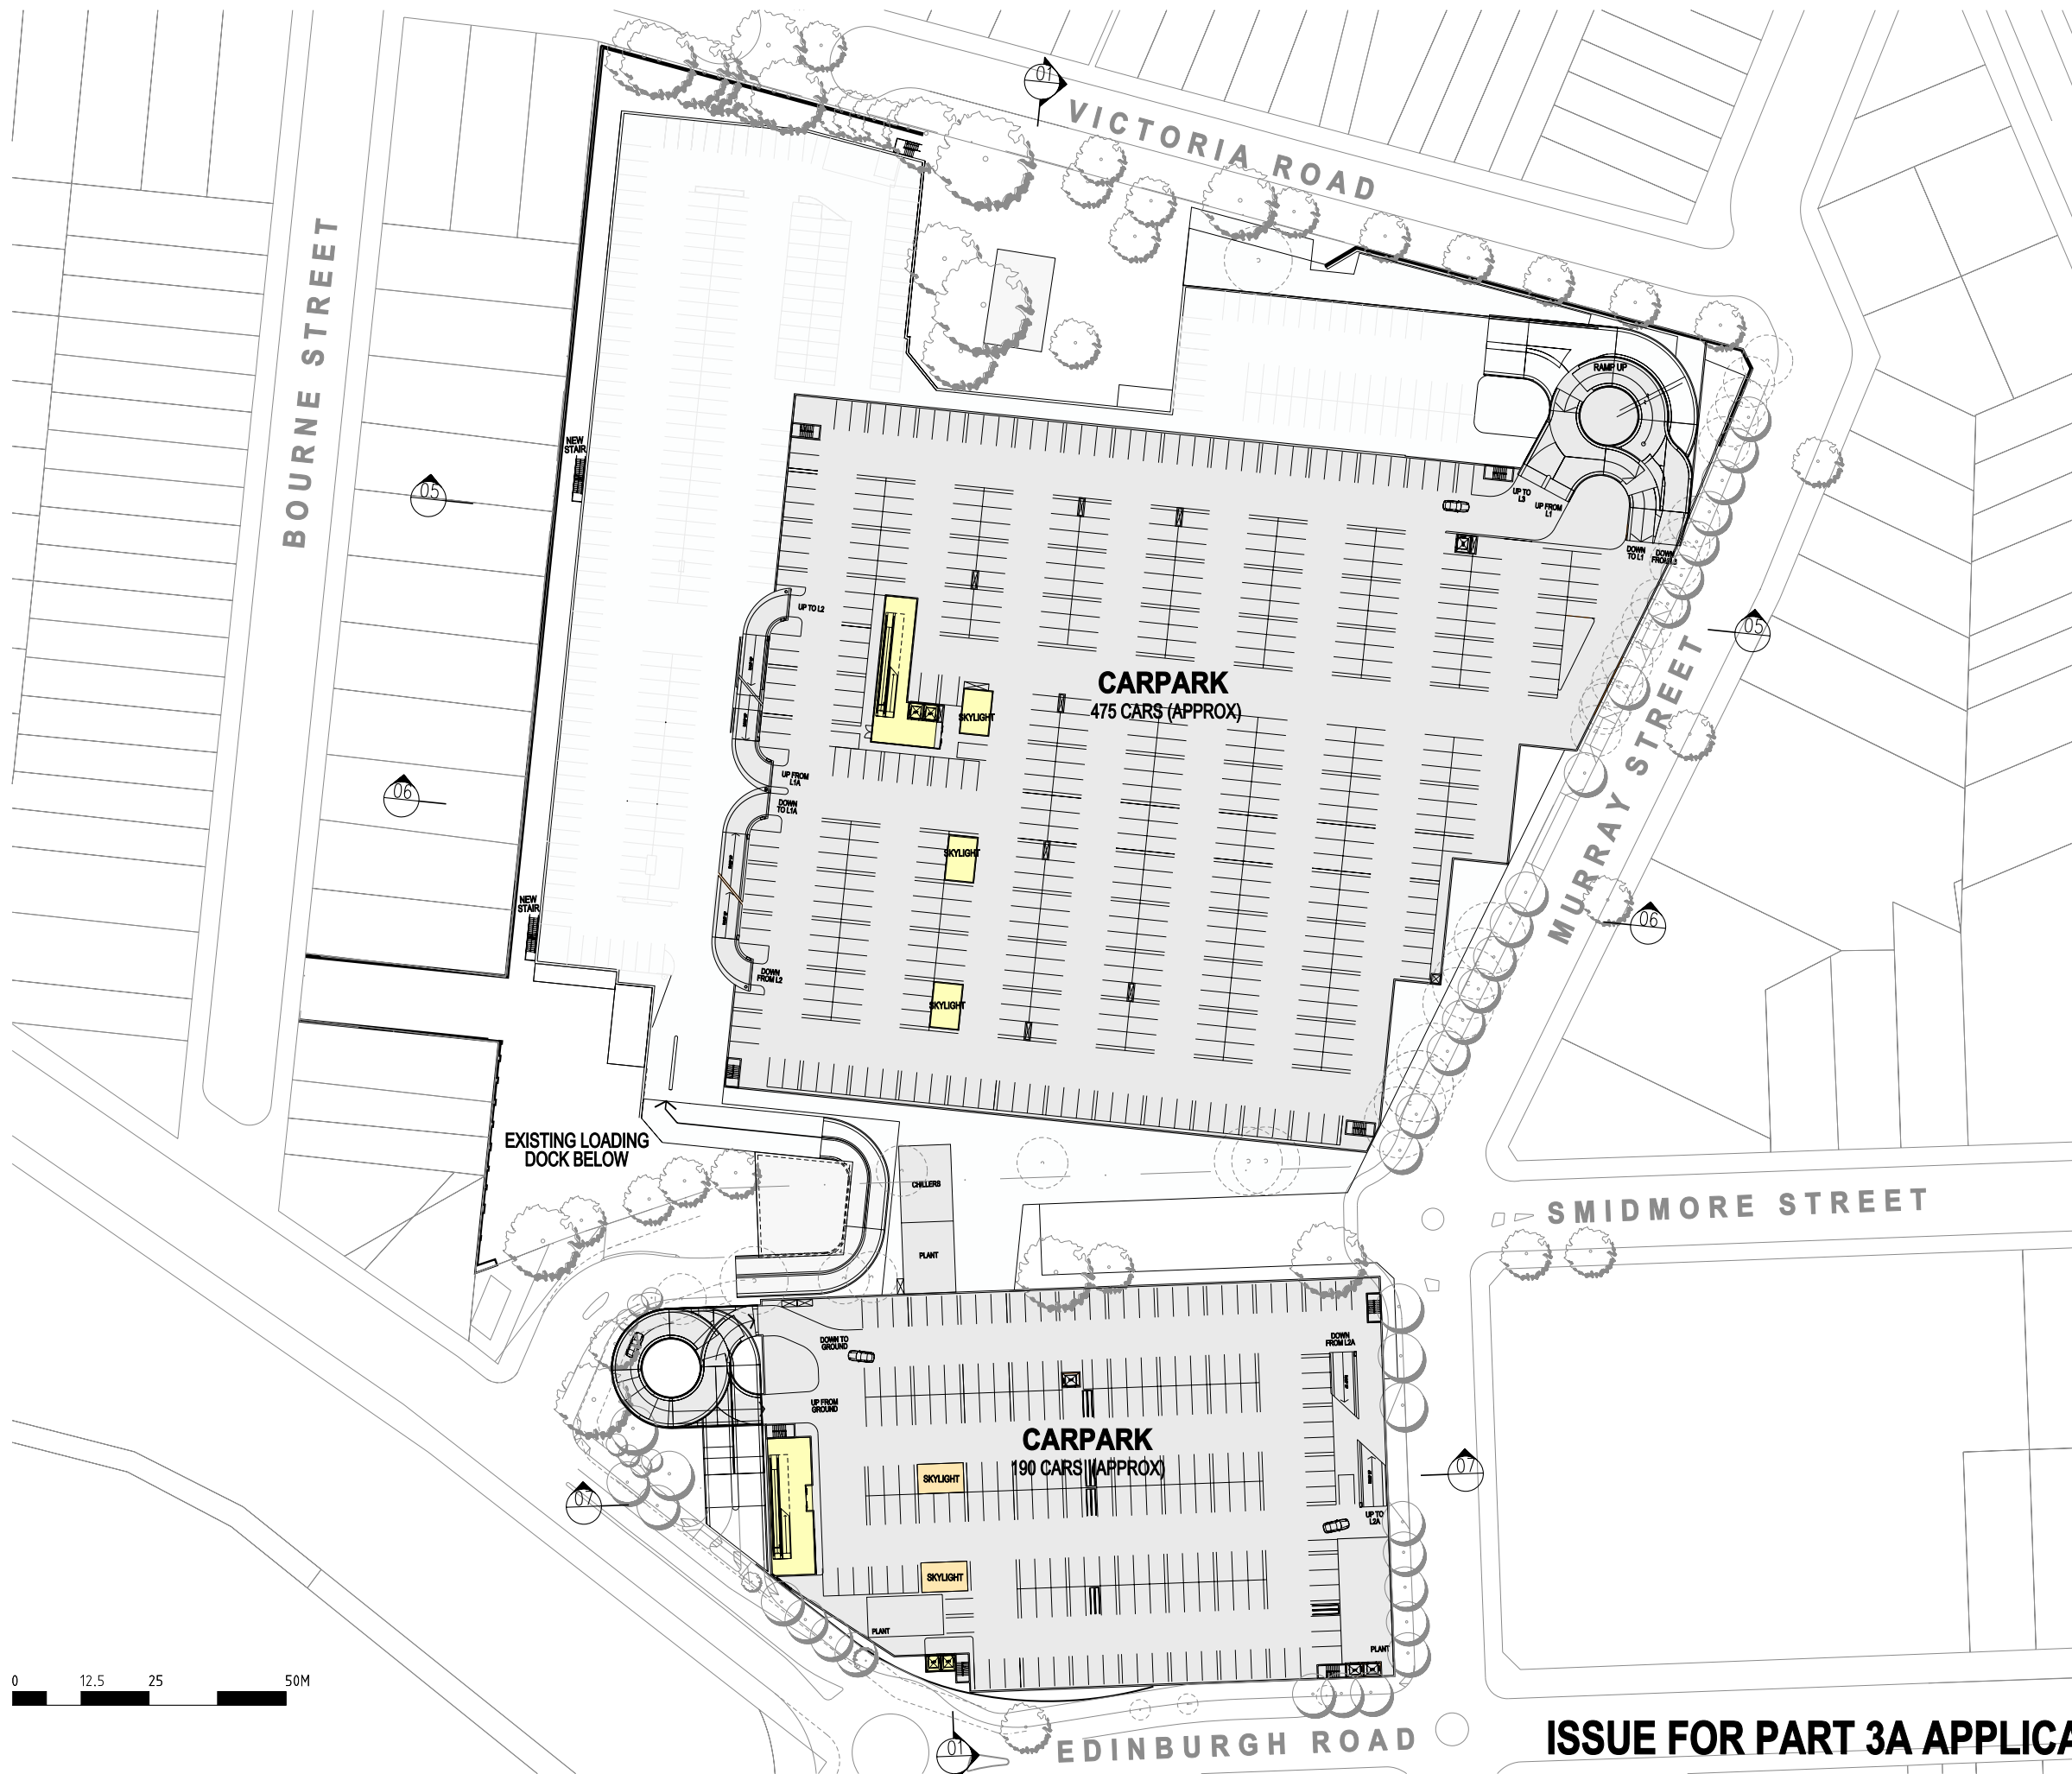 01
VICTORIA ROAD
BOURNE STREET
RAMP UP
NEW
STAIR
05
UP TO
L3
UP FROM
L1
DOWN
TO L1
DOWN
FROM L3
UP TO L2
05
CARPARK
475 CARS (APPROX)
SKYLIGHT
MURRAY STREET
UP FROM
L1A
DOWN
TO L1A
06
SKYLIGHT
NEW
STAIR
06
DOWN
FROM L2
SKYLIGHT
EXISTING LOADING
DOCK BELOW
CHILLERS
SMIDMORE STREET
PLANT
DOWN TO
GROUND
DOWN
FROM L2A
UP FROM
GROUND
CARPARK
190 CARS (APPROX)
SKYLIGHT
07
07
UP TO
L2A
SKYLIGHT
PLANT
PLANT
0 12.5 25 50M
01
EDINBURGH ROAD
ISSUE FOR PART 3A APPLICA